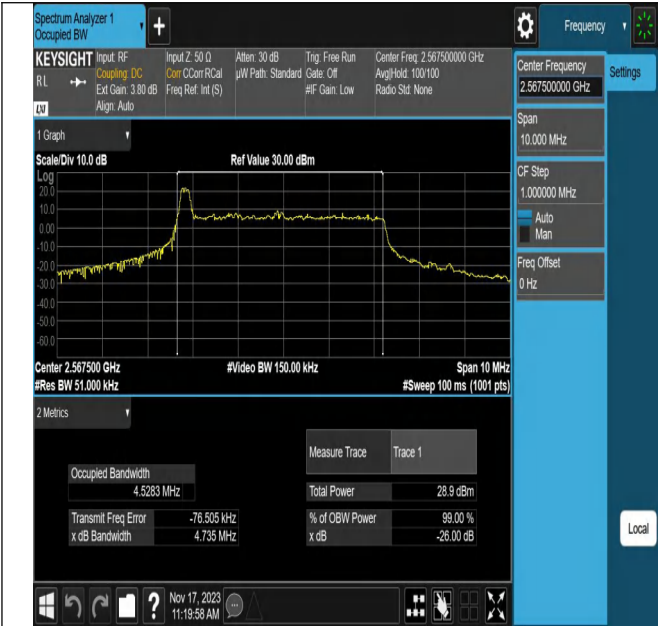 Spectrum Analyzer 1
Occupied BW
+
Frequency
KEYSIGHT
RL
LXI
Input: RF
Coupling: DC
Ext Gain: 3.80 dB
Align: Auto
Input Z: 50 Ω
Corr CCorr RCal
Freq Ref: Int (S)
Atten: 30 dB
µW Path: Standard
Trig: Free Run
Gate: Off
#IF Gain: Low
Center Freq: 2.567500000 GHz
Avg|Hold: 100/100
Radio Std: None
Center Frequency
2.567500000 GHz
Settings
Span
10.000 MHz
CF Step
1.000000 MHz
Auto
Man
Freq Offset
0 Hz
1 Graph
Scale/Div 10.0 dB
Ref Value 30.00 dBm
Log
20.0
10.0
0.00
-10.0
-20.0
-30.0
-40.0
-50.0
-60.0
Center 2.567500 GHz
#Video BW 150.00 kHz
Span 10 MHz
#Res BW 51.000 kHz
#Sweep 100 ms (1001 pts)
2 Metrics
Measure Trace Trace 1
Occupied Bandwidth
4.5283 MHz
Total Power 28.9 dBm
Transmit Freq Error -76.505 kHz
% of OBW Power 99.00 %
x dB Bandwidth 4.735 MHz
x dB -26.00 dB
Local
?
Nov 17, 2023
11:19:58 AM